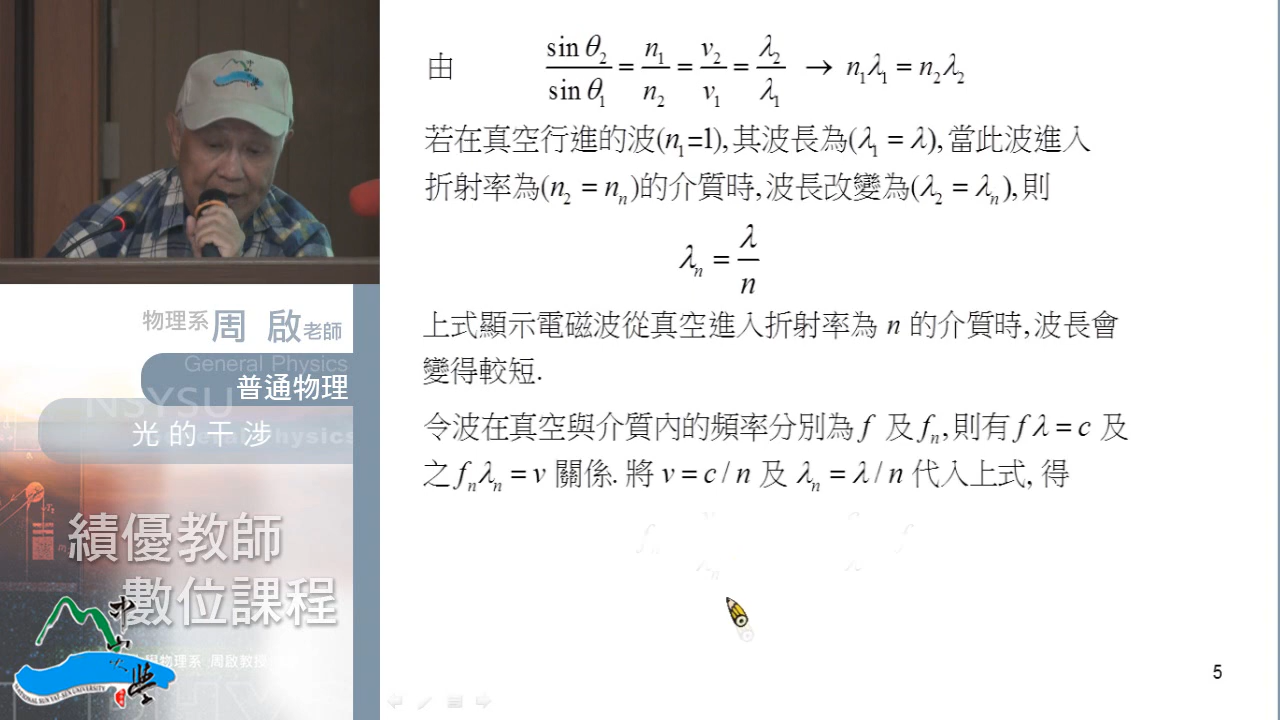 物理系 周 啟 老師
General Physics
普通物理
NSYSU
光的干涉
績優教師
數位課程
由 sin θ₂ / sin θ₁ = n₁ / n₂ = v₂ / v₁ = λ₂ / λ₁ → n₁λ₁ = n₂λ₂
若在真空行進的波(n₁=1), 其波長為(λ₁ = λ), 當此波進入
折射率為(n₂ = nₙ)的介質時, 波長改變為(λ₂ = λₙ), 則
λₙ = λ / n
上式顯示電磁波從真空進入折射率為 n 的介質時, 波長會
變得較短.
令波在真空與介質內的頻率分別為 f 及 fₙ, 則有 f λ = c 及
之 fₙλₙ = v 關係. 將 v = c / n 及 λₙ = λ / n 代入上式, 得
5